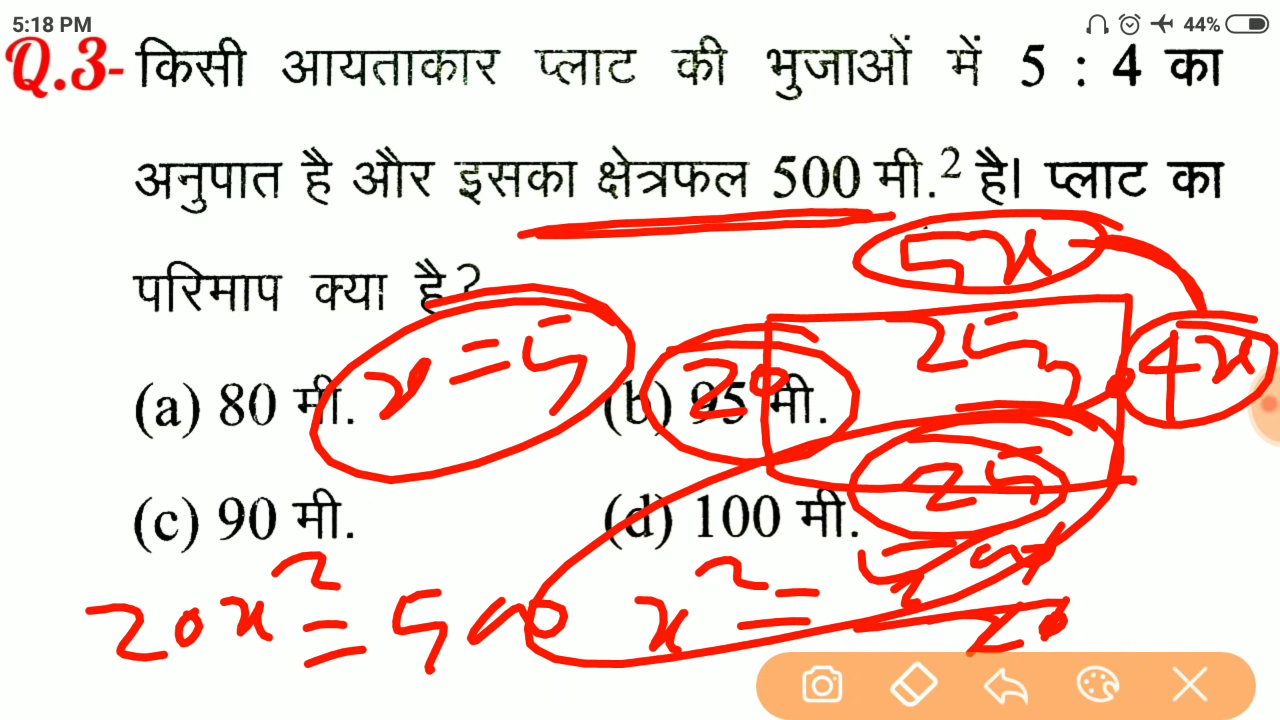 5:18 PM 44%
Q.3- किसी आयताकार प्लाट की भुजाओं में 5 : 4 का
अनुपात है और इसका क्षेत्रफल 500 मी.² है। प्लाट का
परिमाप क्या है?
5x
x=5 20 25 4x
(a) 80 मी. (b) 95 मी.
25
(c) 90 मी. (d) 100 मी.
20x²=500 x²=500/20